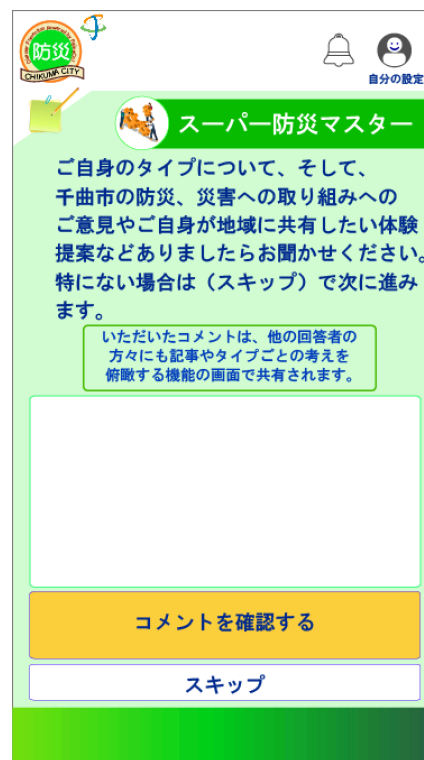 防災
CHIKUMA CITY
自分の設定
スーパー防災マスター
ご自身のタイプについて、そして、
千曲市の防災、災害への取り組みへの
ご意見やご自身が地域に共有したい体験
提案などありましたらお聞かせください。
特にない場合は(スキップ)で次に進み
ます。
いただいたコメントは、他の回答者の
方々にも記事やタイプごとの考えを
俯瞰する機能の画面で共有されます。
コメントを確認する
スキップ